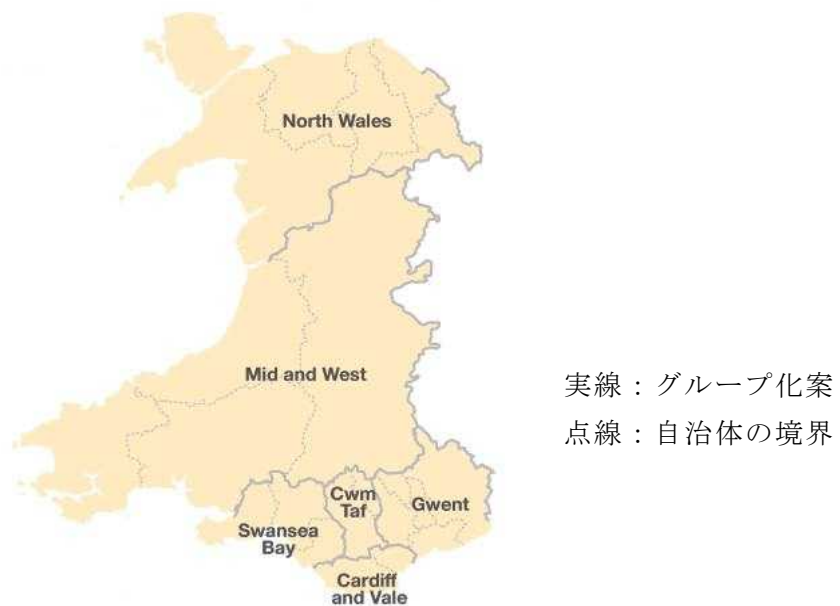 North Wales
Mid and West
実線：グループ化案
点線：自治体の境界
Cwm
Taf
Gwent
Swansea
Bay
Cardiff
and Vale